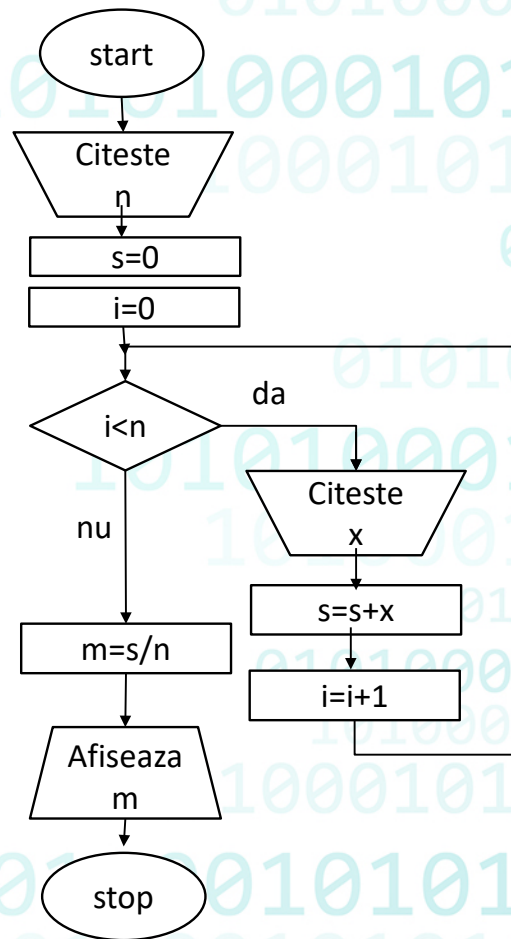 start
Citeste
n
s=0
i=0
i<n
da
nu
Citeste
x
s=s+x
i=i+1
m=s/n
Afiseaza
m
stop